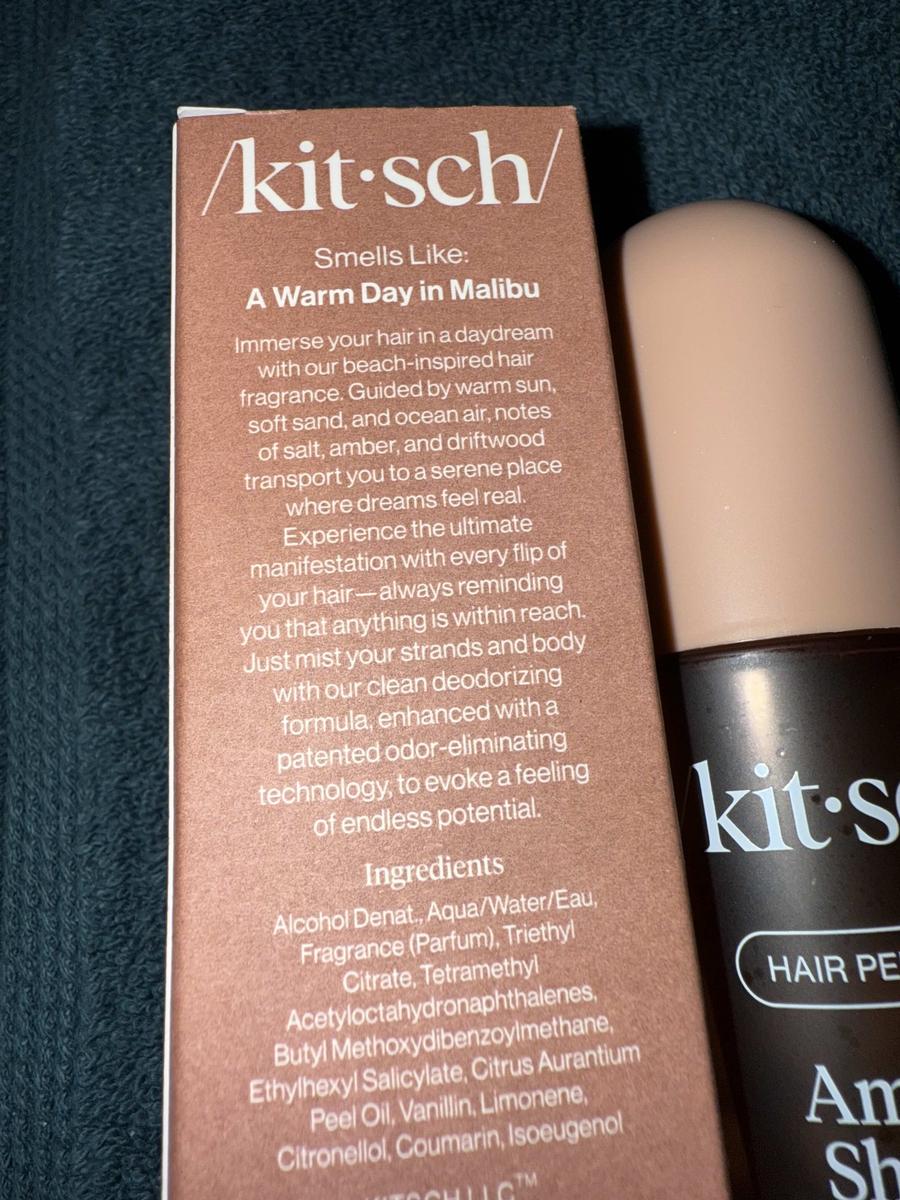 /kit·sch/
Smells Like:
A Warm Day in Malibu
Immerse your hair in a daydream
with our beach-inspired hair
fragrance. Guided by warm sun,
soft sand, and ocean air, notes
of salt, amber, and driftwood
transport you to a serene place
where dreams feel real.
Experience the ultimate
manifestation with every flip of
your hair—always reminding
you that anything is within reach.
Just mist your strands and body
with our clean deodorizing
formula, enhanced with a
patented odor-eliminating
technology, to evoke a feeling
of endless potential.
Ingredients
Alcohol Denat., Aqua/Water/Eau,
Fragrance (Parfum), Triethyl
Citrate, Tetramethyl
Acetyloctahydronaphthalenes,
Butyl Methoxydibenzoylmethane,
Ethylhexyl Salicylate, Citrus Aurantium
Peel Oil, Vanillin, Limonene,
Citronellol, Coumarin, Isoeugenol
KITSCH LLC™
/kit·s
HAIR PE
Am
Sh